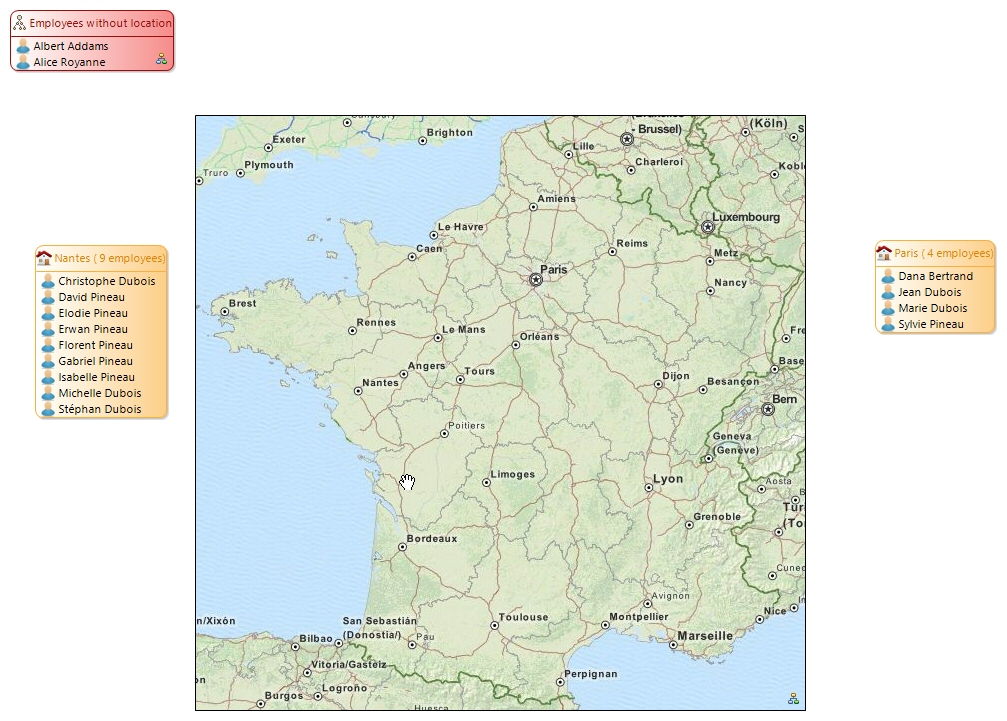 Employees without location
Albert Addams
Alice Royanne
Nantes ( 9 employees)
Christophe Dubois
David Pineau
Elodie Pineau
Erwan Pineau
Florent Pineau
Gabriel Pineau
Isabelle Pineau
Michelle Dubois
Stéphan Dubois
Exeter
Brighton
Plymouth
Truro
Brussel)
(Köln)
Lille
Charleroi
Kobl
Amiens
Luxembourg
Le Havre
Caen
Reims
Metz
Paris
Nancy
Brest
Rennes
Le Mans
Orléans
Fre
Angers
Tours
Nantes
Dijon
Besançon
Base
Bern
Poitiers
Geneva
(Genève)
Limoges
Lyon
Aosta
Grenoble
Tur
(To
Bordeaux
Cuneo
Avignon
Nice
In
n/Xixón
San Sebastián
(Donostia/)
Bilbao
Pau
Toulouse
Montpellier
Marseille
Vitoria/Gasteiz
Logroño
Burgos
on
Huesca
Perpignan
Paris ( 4 employees)
Dana Bertrand
Jean Dubois
Marie Dubois
Sylvie Pineau